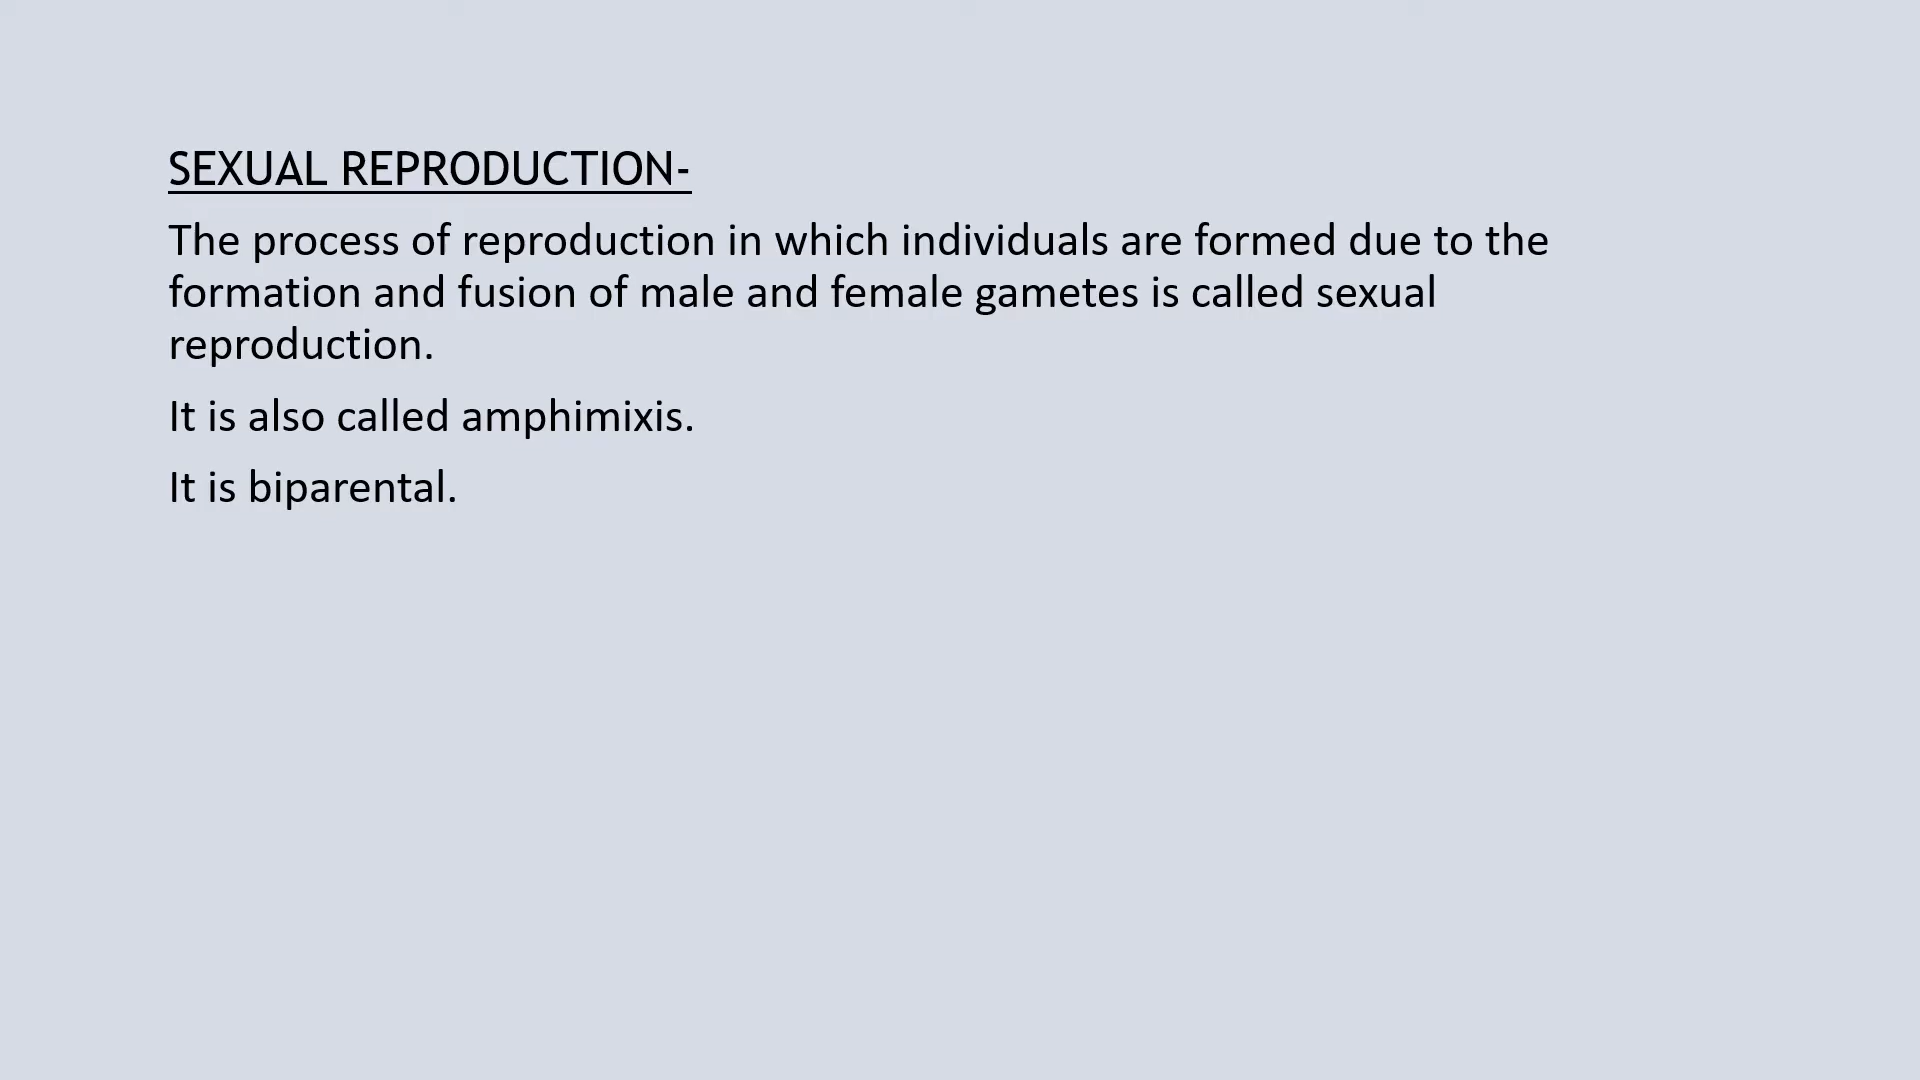 SEXUAL REPRODUCTION-
The process of reproduction in which individuals are formed due to the
formation and fusion of male and female gametes is called sexual
reproduction.
It is also called amphimixis.
It is biparental.